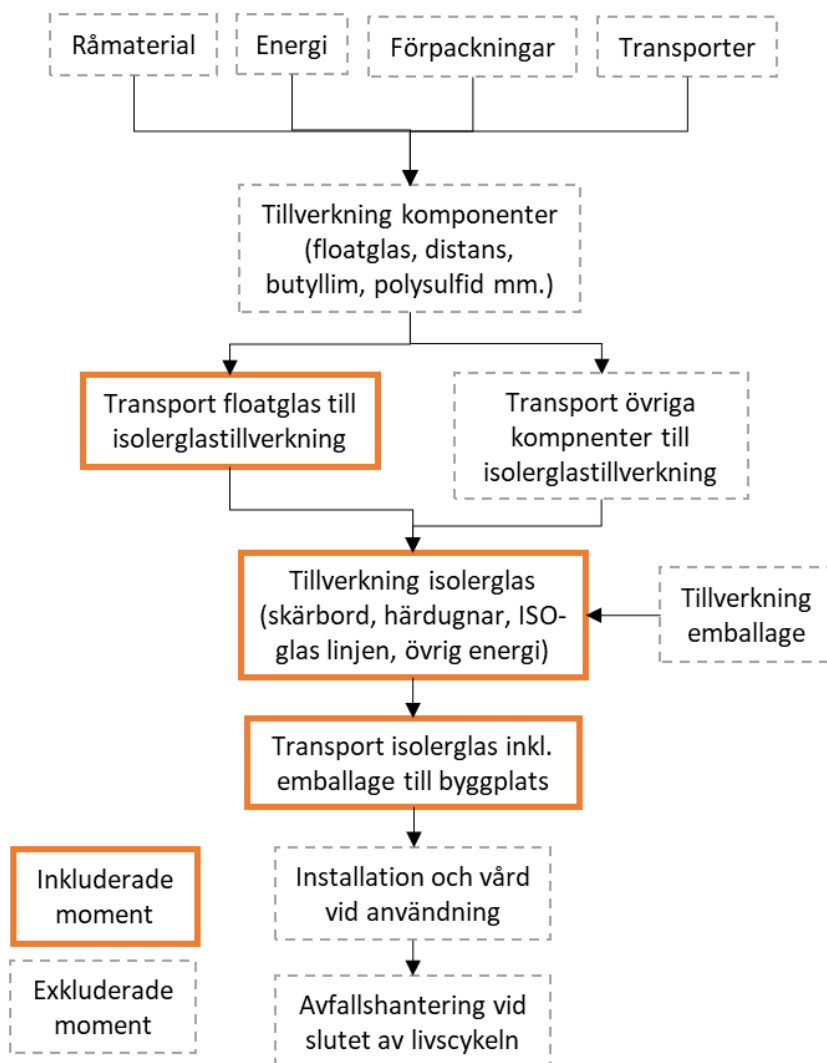 Råmaterial
Energi
Förpackningar
Transporter
Tillverkning komponenter
(floatglas, distans,
butyllim, polysulfid mm.)
Transport floatglas till
isolerglastillverkning
Transport övriga
kompnenter till
isolerglastillverkning
Tillverkning isolerglas
(skärbord, härdugnar, ISO-
glas linjen, övrig energi)
Tillverkning
emballage
Transport isolerglas inkl.
emballage till byggplats
Inkluderade
moment
Installation och vård
vid användning
Exkluderade
moment
Avfallshantering vid
slutet av livscykeln